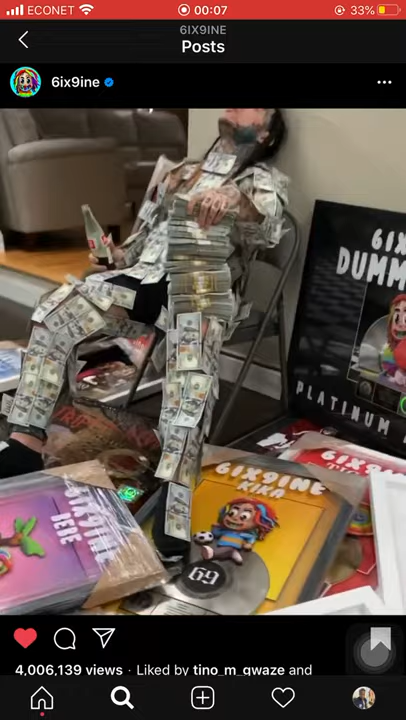 ECONET 00:07 33%
6IX9INE
Posts
6ix9ine
6IX
DUMM
PLATINUM
6IX9INE
BEBE
6IX9INE
KIKA
69
6IX9INE
4,006,139 views · Liked by tino_m_gwaze and